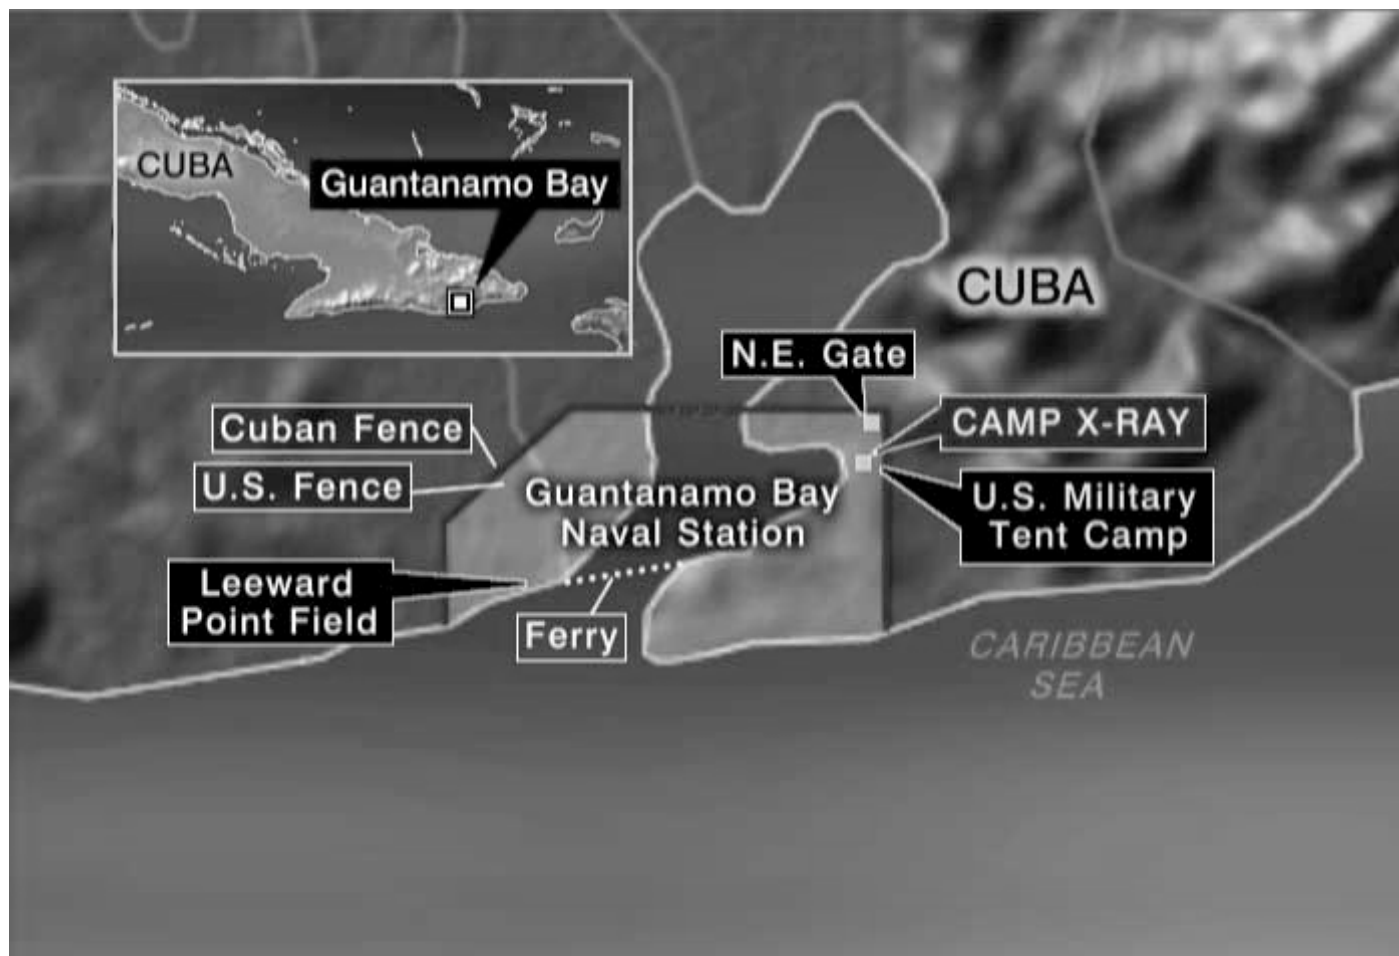 CUBA
Guantanamo Bay
CUBA
N.E. Gate
Cuban Fence
CAMP X-RAY
U.S. Fence
Guantanamo Bay
Naval Station
U.S. Military
Tent Camp
Leeward
Point Field
Ferry
CARIBBEAN
SEA